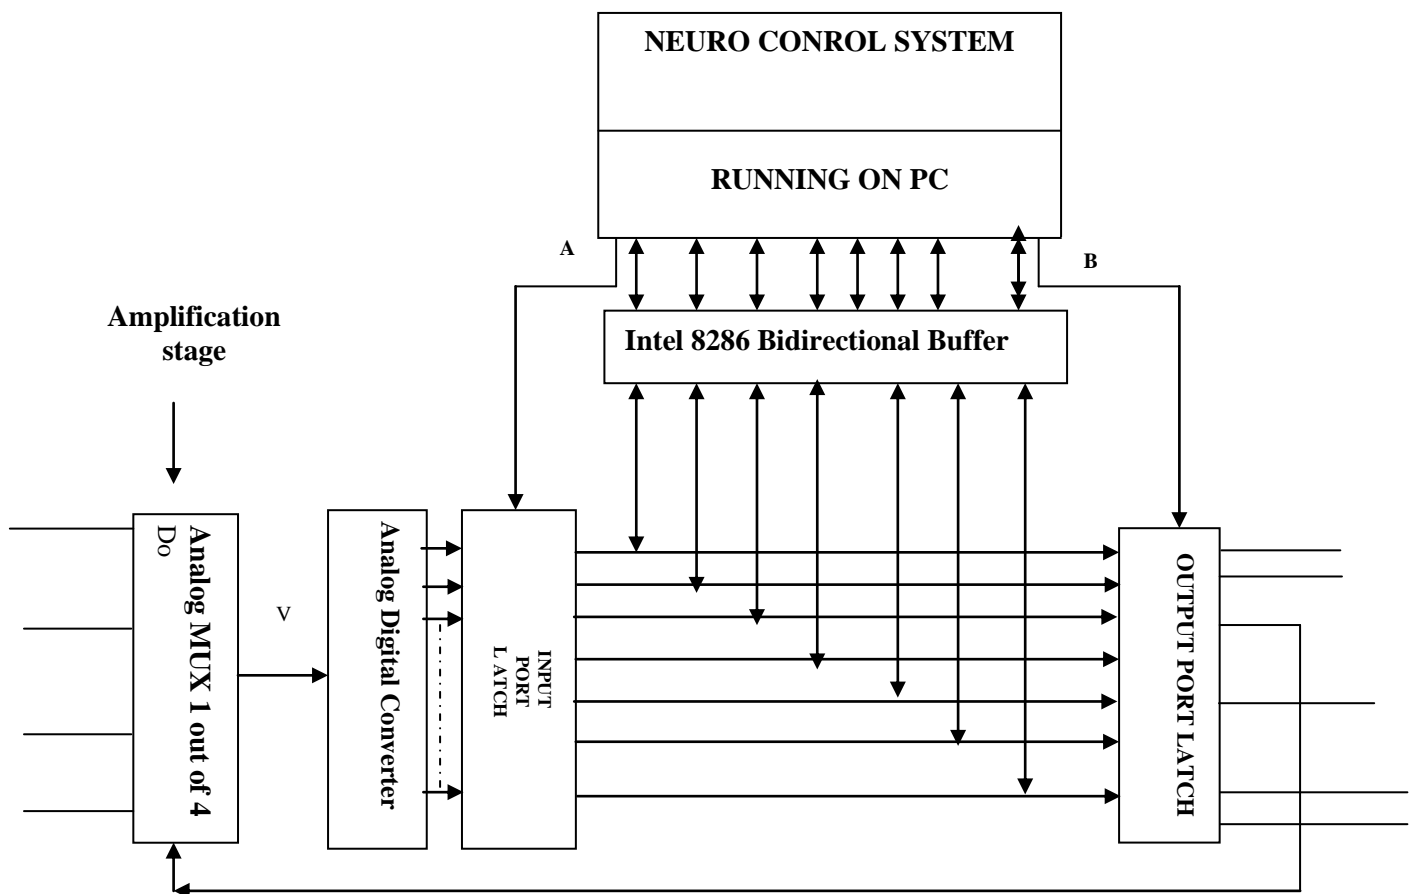 NEURO CONROL SYSTEM
RUNNING ON PC
A
B
Intel 8286 Bidirectional Buffer
Amplification
stage
Analog MUX 1 out of 4
Do
V
Analog Digital Converter
INPUT
PORT
L ATCH
OUTPUT PORT LATCH